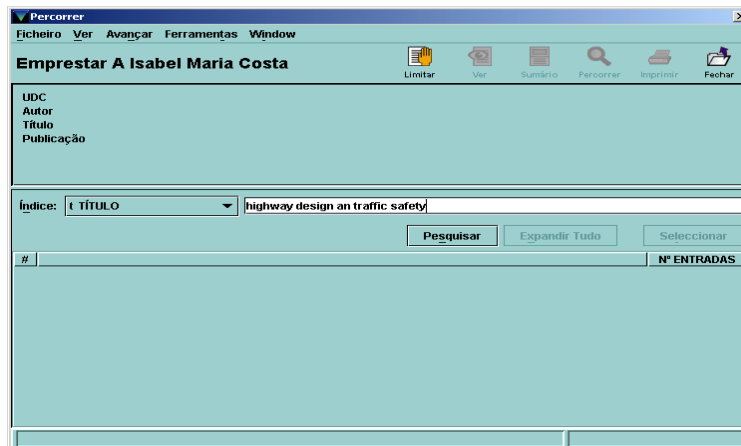 Percorrer
Ficheiro Ver Avançar Ferramentas Window
Emprestar A Isabel Maria Costa
Limitar Ver Sumário Percorrer Imprimir Fechar
UDC
Autor
Título
Publicação
Índice: t TÍTULO highway design an traffic safety
Pesquisar Expandir Tudo Seleccionar
# Nº ENTRADAS